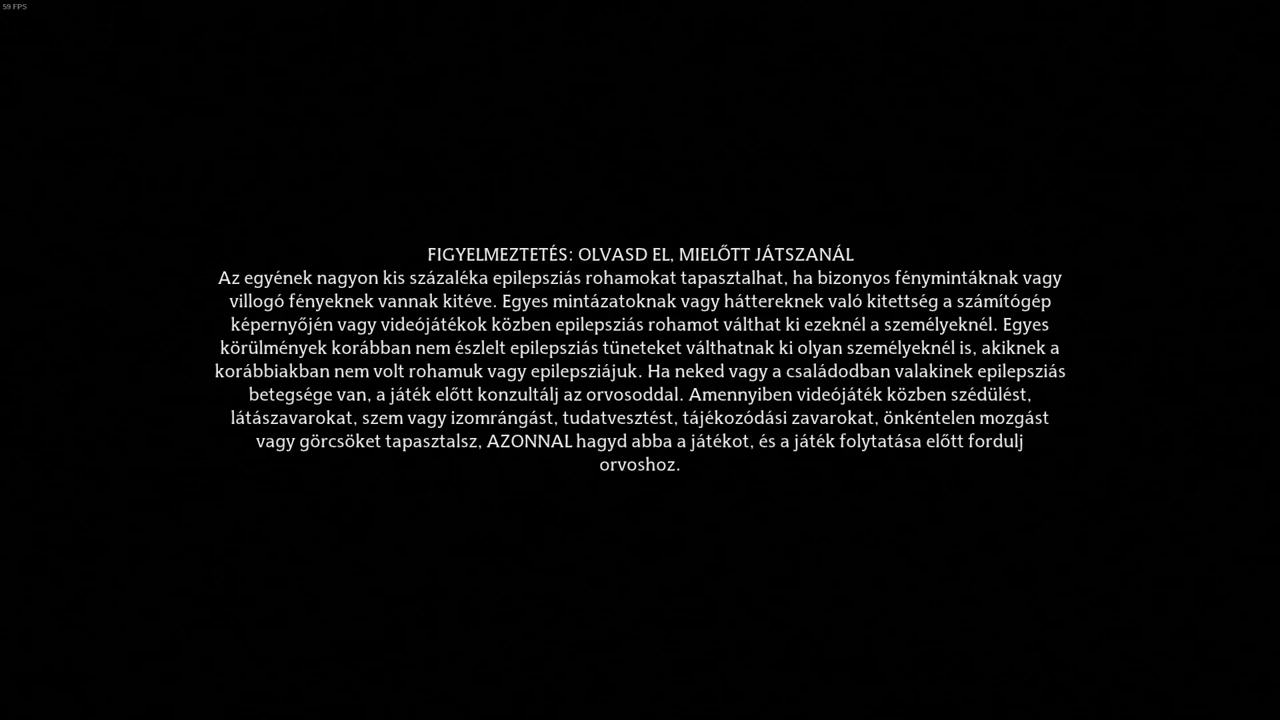 59 FPS
FIGYELMEZTETÉS: OLVASD EL, MIELŐTT JÁTSZANÁL
Az egyének nagyon kis százaléka epilepsziás rohamokat tapasztalhat, ha bizonyos fénymintáknak vagy
villogó fényeknek vannak kitéve. Egyes mintázatoknak vagy háttereknek való kitettség a számítógép
képernyőjén vagy videójátékok közben epilepsziás rohamot válthat ki ezeknél a személyeknél. Egyes
körülmények korábban nem észlelt epilepsziás tüneteket válthatnak ki olyan személyeknél is, akiknek a
korábbiakban nem volt rohamuk vagy epilepsziájuk. Ha neked vagy a családodban valakinek epilepsziás
betegsége van, a játék előtt konzultálj az orvosoddal. Amennyiben videójáték közben szédülést,
látászavarokat, szem vagy izomrángást, tudatvesztést, tájékozódási zavarokat, önkéntelen mozgást
vagy görcsöket tapasztalsz, AZONNAL hagyd abba a játékot, és a játék folytatása előtt fordulj
orvoshoz.